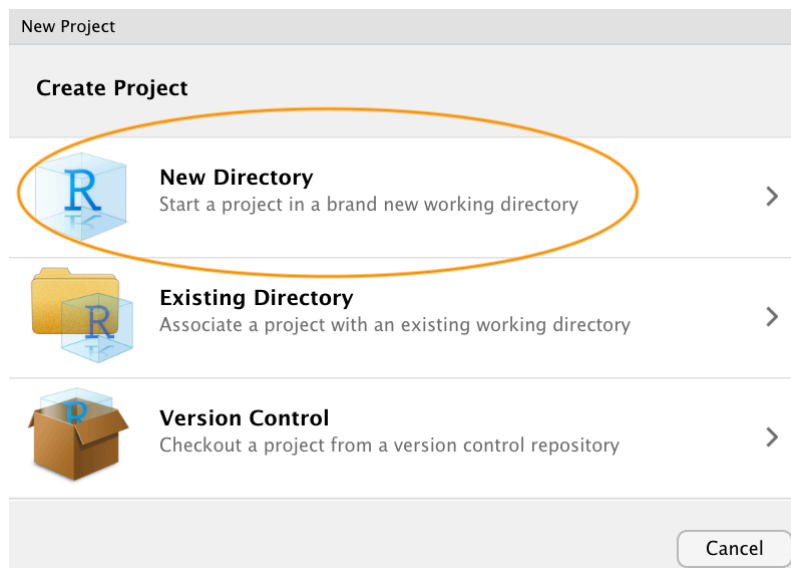 New Project
Create Project
R
New Directory
Start a project in a brand new working directory
R
Existing Directory
Associate a project with an existing working directory
R
Version Control
Checkout a project from a version control repository
Cancel